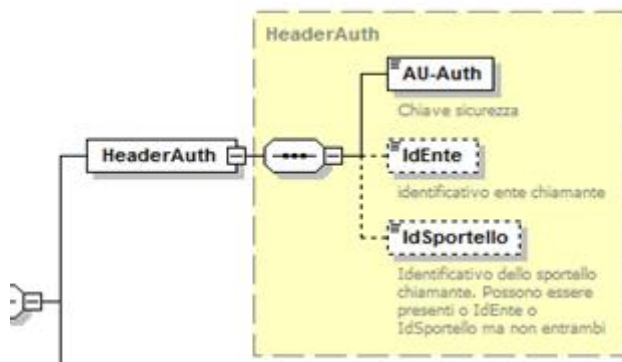 HeaderAuth
AU-Auth
Chiave sicurezza
HeaderAuth
IdEnte
identificativo ente chiamante
IdSportello
Identificativo dello sportello
chiamante. Possono essere
presenti o IdEnte o
IdSportello ma non entrambi